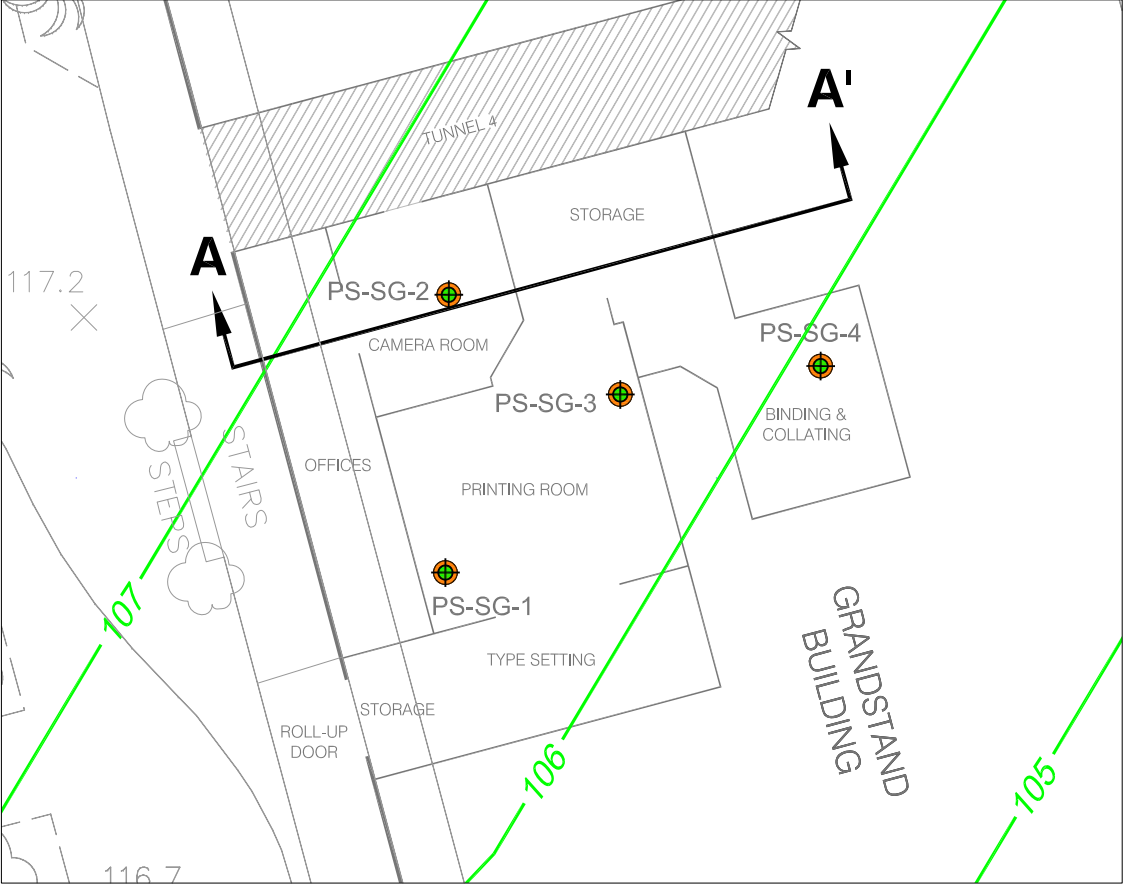 TUNNEL 4
A'
STORAGE
A
117.2
PS-SG-2
CAMERA ROOM
PS-SG-4
PS-SG-3
BINDING &
COLLATING
STAIRS
STEPS
OFFICES
PRINTING ROOM
107
PS-SG-1
GRANDSTAND
BUILDING
TYPE SETTING
STORAGE
ROLL-UP
DOOR
106
105
116.7